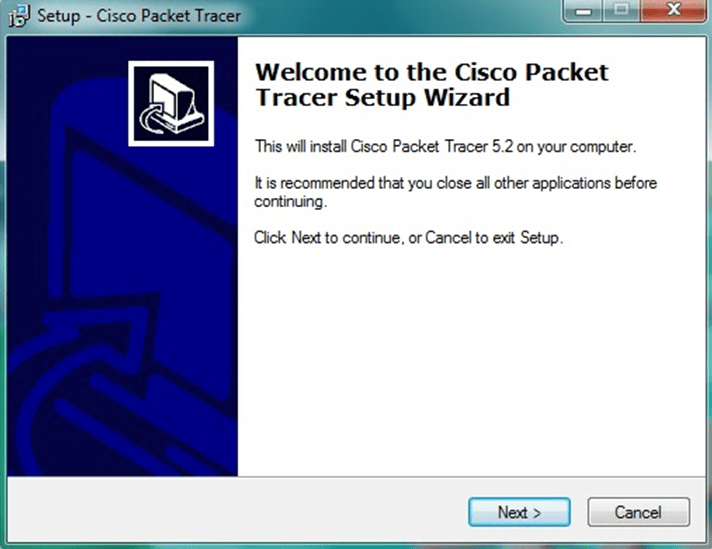 Setup - Cisco Packet Tracer
Welcome to the Cisco Packet
Tracer Setup Wizard
This will install Cisco Packet Tracer 5.2 on your computer.
It is recommended that you close all other applications before
continuing.
Click Next to continue, or Cancel to exit Setup.
Next >
Cancel